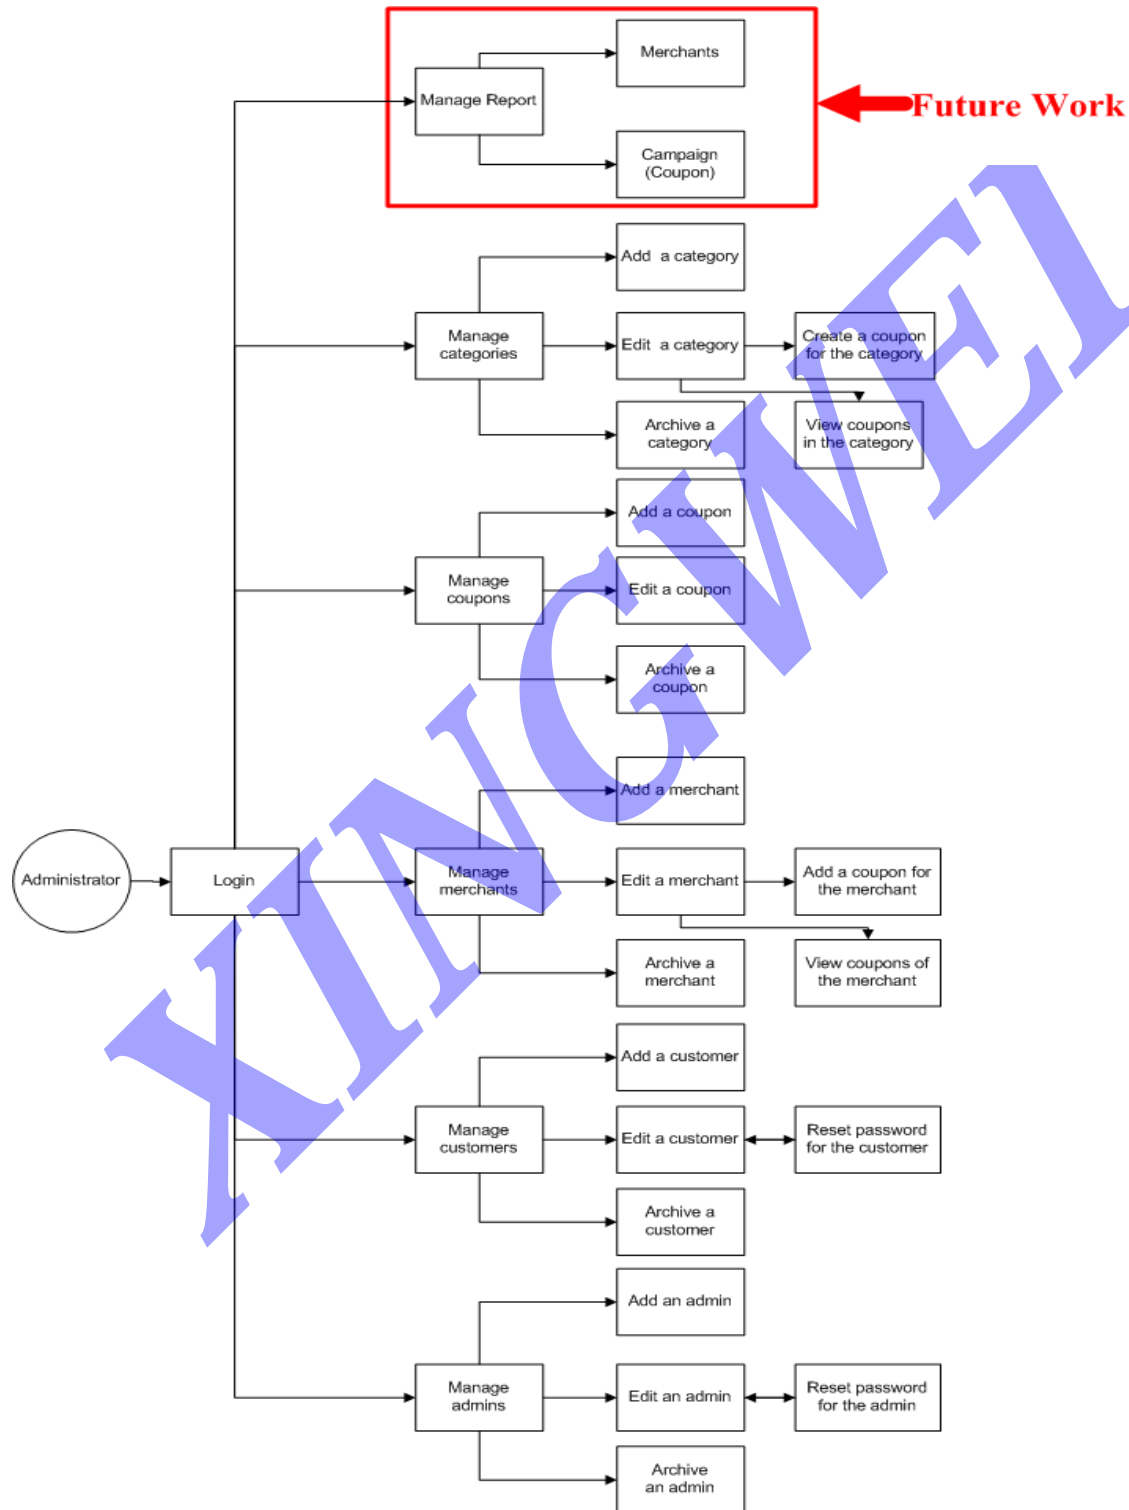 Merchants
Manage Report
Future Work
Campaign
(Coupon)
Add  a category
Manage
categories
Edit  a category
Create a coupon
for the category
Archive a
category
View coupons
in the category
Add a coupon
Manage
coupons
Edit a coupon
Archive a
coupon
Add a merchant
Administrator
Login
Manage
merchants
Edit a merchant
Add a coupon for
the merchant
Archive a
merchant
View coupons of
the merchant
Add a customer
Manage
customers
Edit a customer
Reset password
for the customer
Archive a
customer
Add an admin
Manage
admins
Edit an admin
Reset password
for the admin
Archive
an admin
XINGWEI